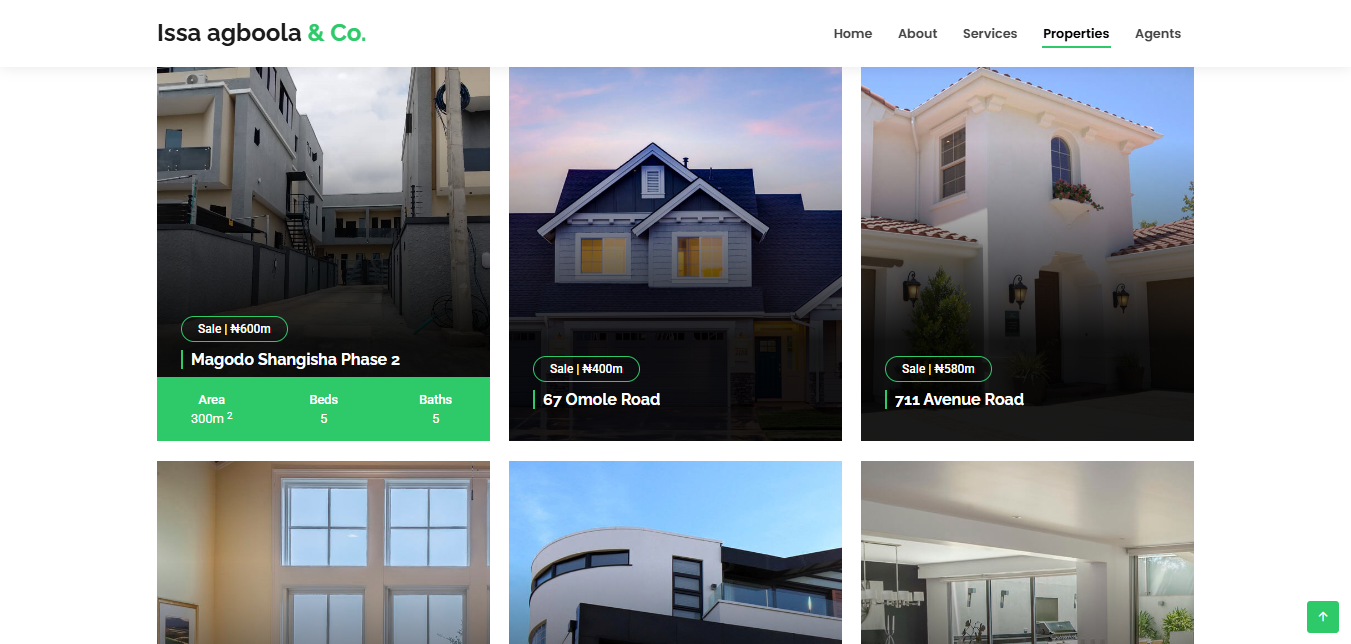 Issa agboola & Co.
Home About Services Properties Agents
Sale | ₦600m
Magodo Shangisha Phase 2
Area Beds Baths
300m 2 5 5
Sale | ₦400m
67 Omole Road
Sale | ₦580m
711 Avenue Road